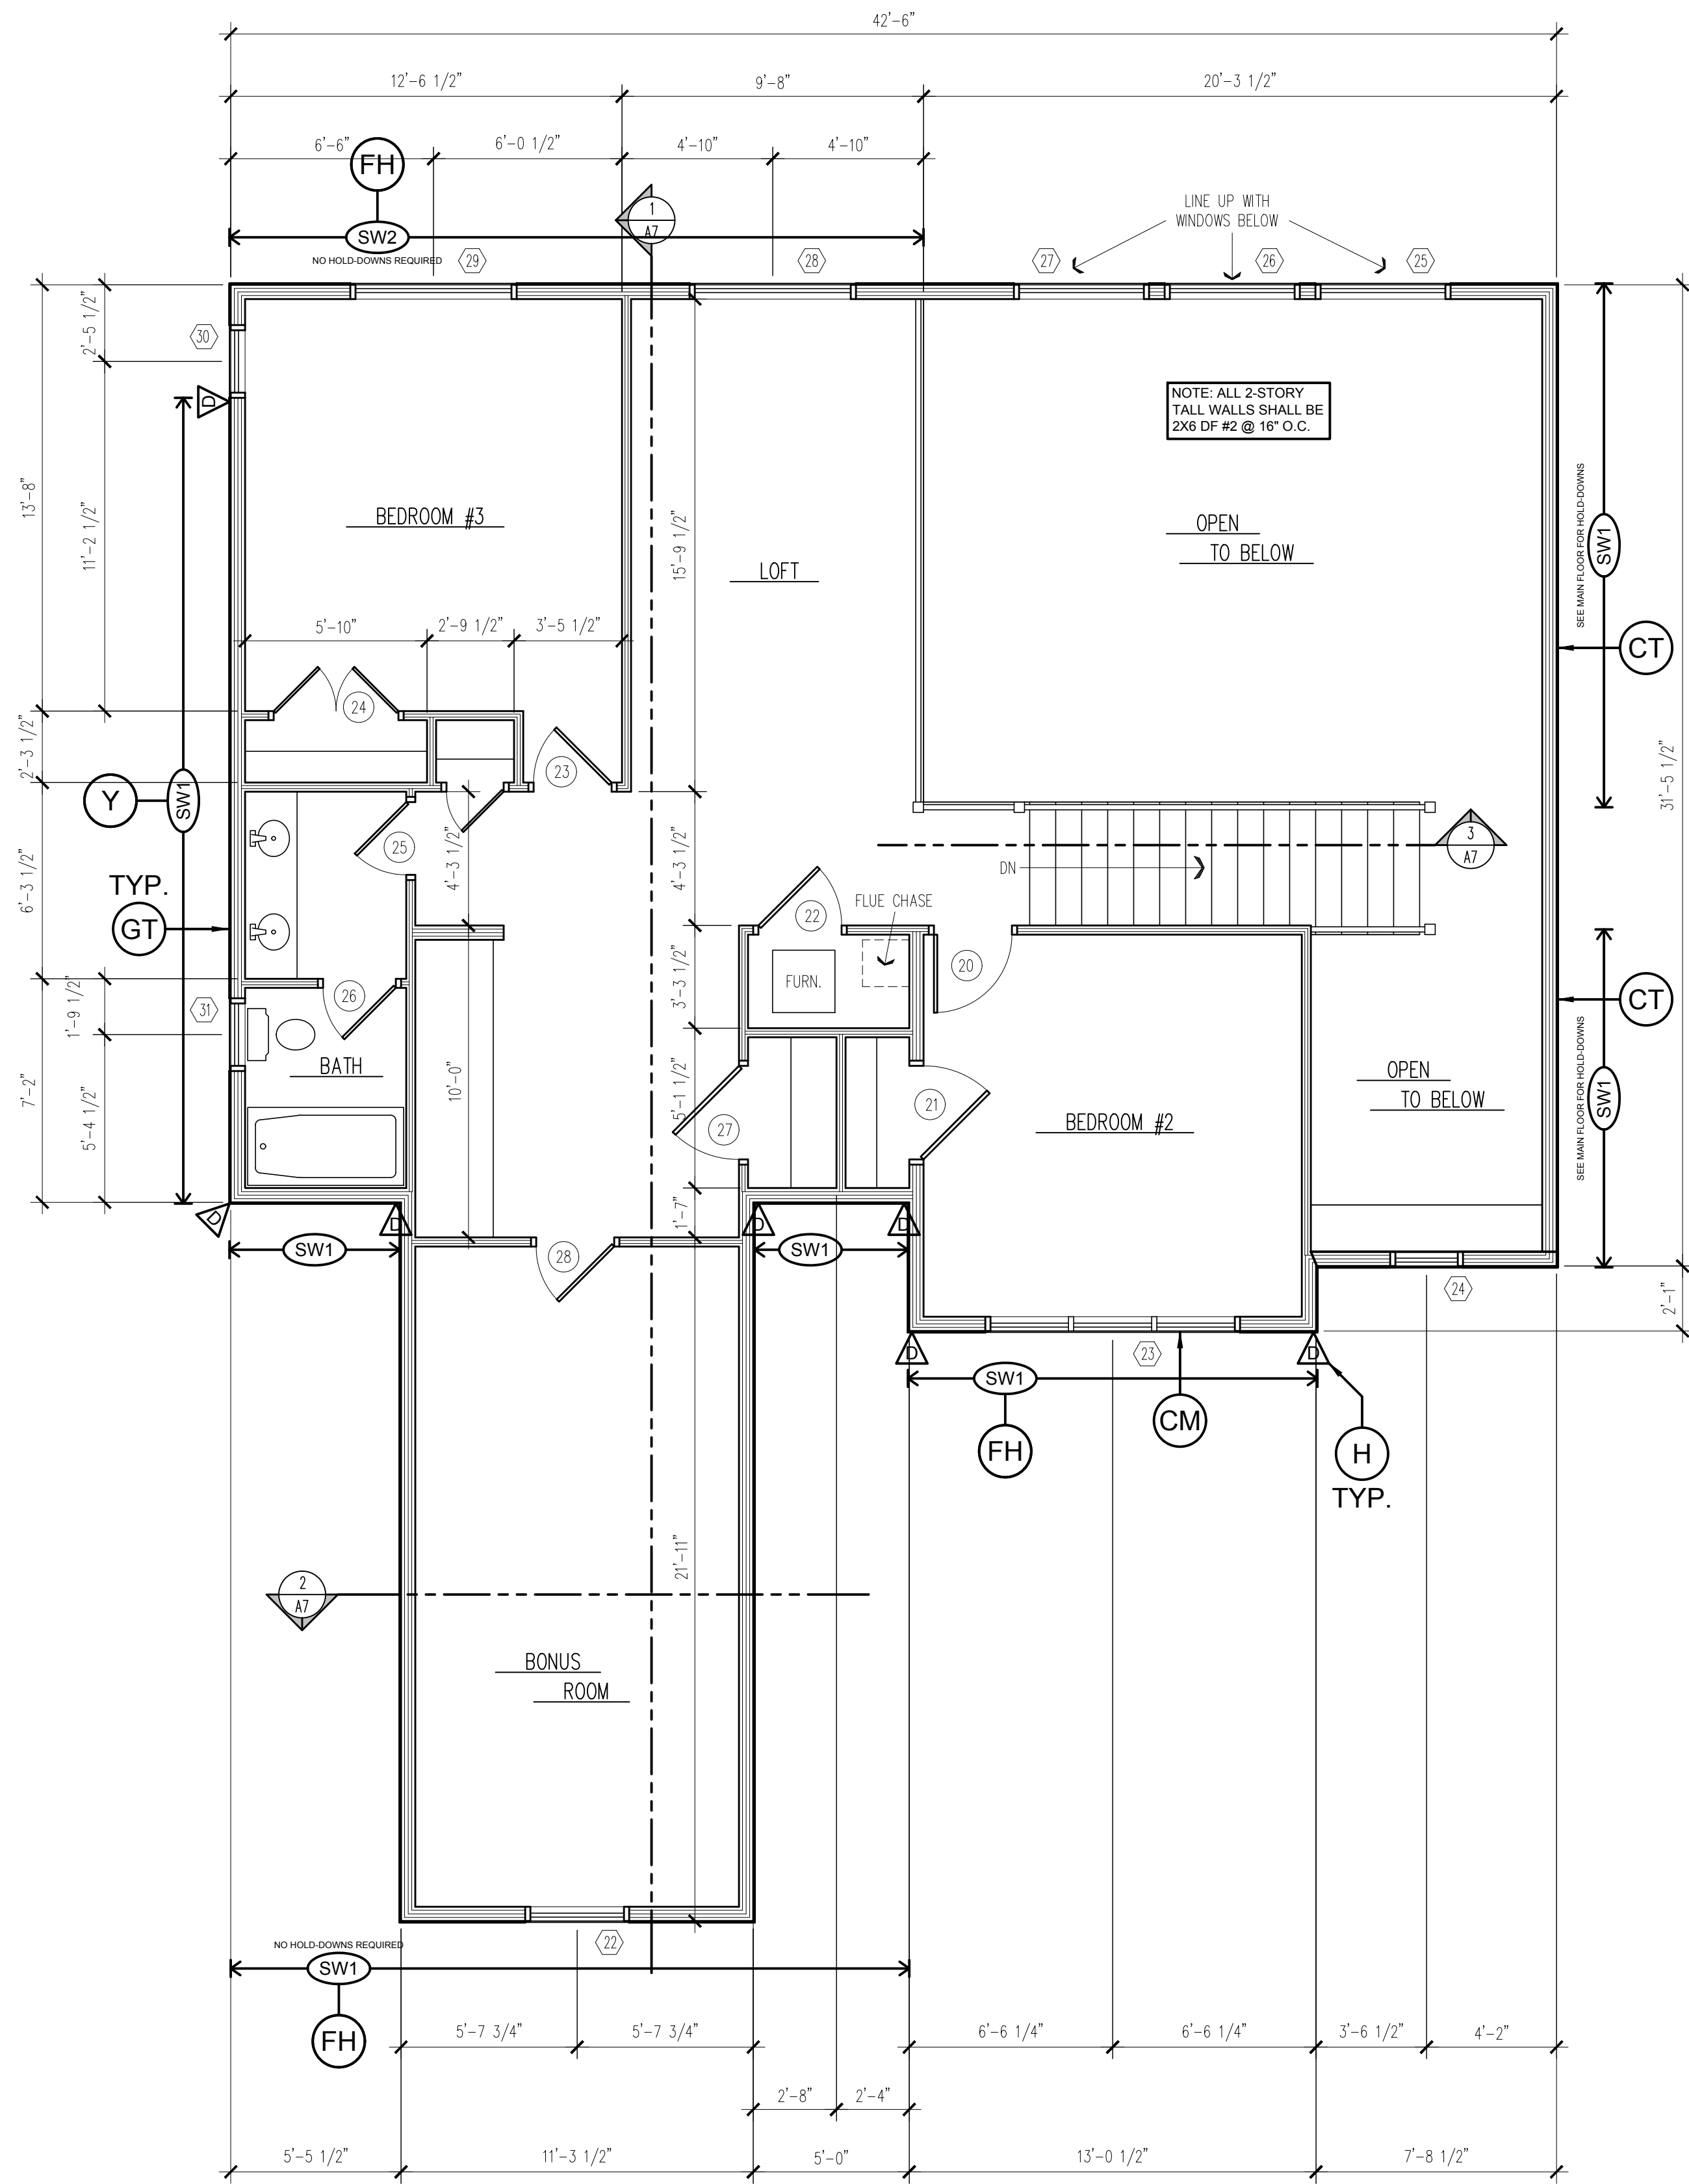 42'-6"
12'-6 1/2"
9'-8"
20'-3 1/2"
6'-6"
6'-0 1/2"
4'-10"
4'-10"
FH
SW2
NO HOLD-DOWNS REQUIRED
1
A7
LINE UP WITH
WINDOWS BELOW
29
28
27
26
25
30
2'-5 1/2"
D
13'-8"
11'-2 1/2"
NOTE: ALL 2-STORY
TALL WALLS SHALL BE
2X6 DF #2 @ 16" O.C.
BEDROOM #3
LOFT
15'-9 1/2"
OPEN
TO BELOW
SEE MAIN FLOOR FOR HOLD-DOWNS
SW1
CT
5'-10"
2'-9 1/2"
3'-5 1/2"
24
23
2'-3 1/2"
Y
SW1
31'-5 1/2"
25
4'-3 1/2"
4'-3 1/2"
6'-3 1/2"
TYP.
GT
DN
3
A7
22
FLUE CHASE
20
FURN.
3'-3 1/2"
26
31
1'-9 1/2"
CT
BATH
7'-2"
5'-4 1/2"
10'-0"
5'-1 1/2"
27
21
BEDROOM #2
OPEN
TO BELOW
SEE MAIN FLOOR FOR HOLD-DOWNS
SW1
D
D
D
D
1'-7"
SW1
SW1
28
24
2'-1"
D
23
D
SW1
FH
CM
H
TYP.
21'-11"
2
A7
BONUS
ROOM
22
NO HOLD-DOWNS REQUIRED
SW1
FH
5'-7 3/4"
5'-7 3/4"
6'-6 1/4"
6'-6 1/4"
3'-6 1/2"
4'-2"
2'-8"
2'-4"
5'-5 1/2"
11'-3 1/2"
5'-0"
13'-0 1/2"
7'-8 1/2"